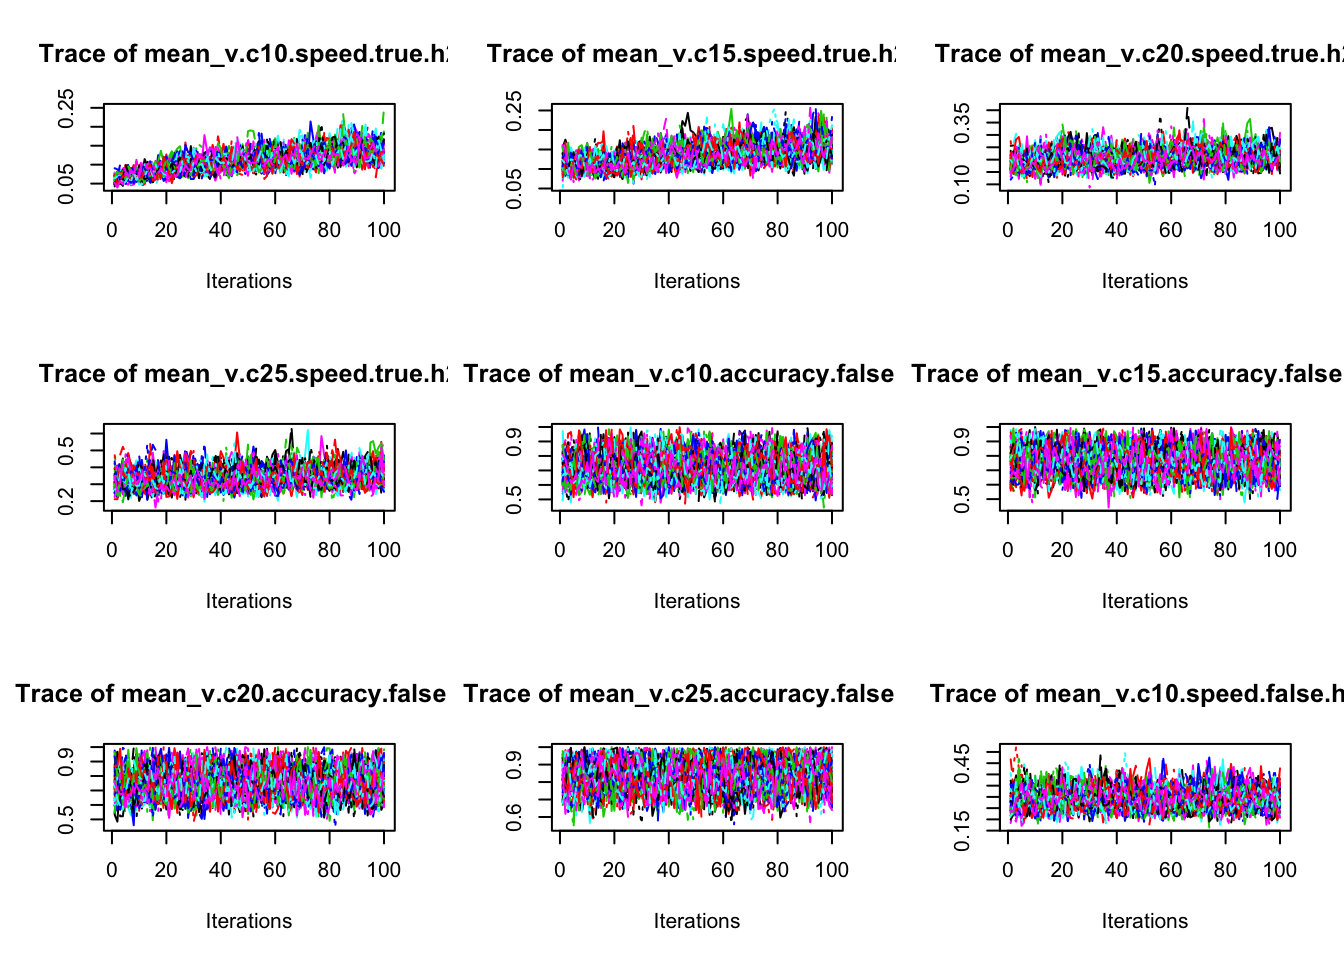 Trace of mean_v.c10.speed.true.h
0.25
0.05
0 20 40 60 80 100
Iterations
Trace of mean_v.c15.speed.true.h
0.25
0.05
0 20 40 60 80 100
Iterations
Trace of mean_v.c20.speed.true.h
0.35
0.10
0 20 40 60 80 100
Iterations
Trace of mean_v.c25.speed.true.h
0.5
0.2
0 20 40 60 80 100
Iterations
Trace of mean_v.c10.accuracy.false
0.9
0.5
0 20 40 60 80 100
Iterations
Trace of mean_v.c15.accuracy.false
0.9
0.5
0 20 40 60 80 100
Iterations
Trace of mean_v.c20.accuracy.false
0.9
0.5
0 20 40 60 80 100
Iterations
Trace of mean_v.c25.accuracy.false
0.9
0.6
0 20 40 60 80 100
Iterations
Trace of mean_v.c10.speed.false.h
0.45
0.15
0 20 40 60 80 100
Iterations